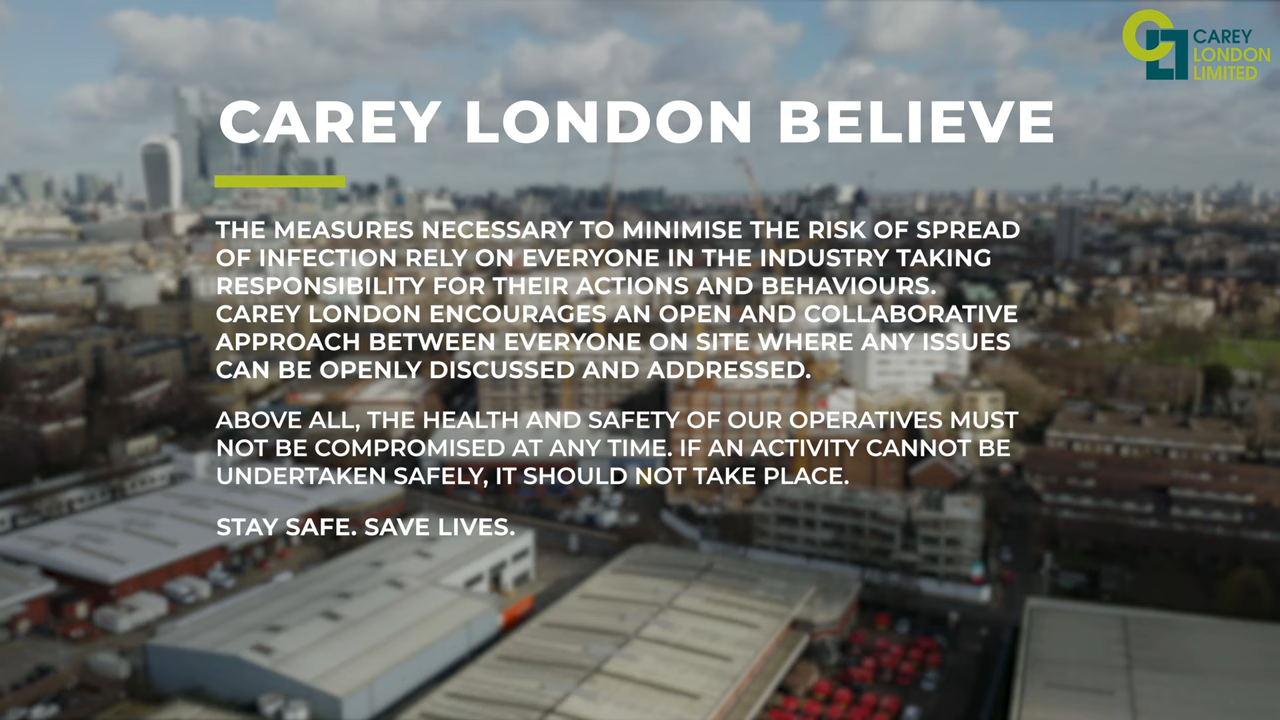 CAREY
LONDON
LIMITED
CAREY LONDON BELIEVE
THE MEASURES NECESSARY TO MINIMISE THE RISK OF SPREAD
OF INFECTION RELY ON EVERYONE IN THE INDUSTRY TAKING
RESPONSIBILITY FOR THEIR ACTIONS AND BEHAVIOURS.
CAREY LONDON ENCOURAGES AN OPEN AND COLLABORATIVE
APPROACH BETWEEN EVERYONE ON SITE WHERE ANY ISSUES
CAN BE OPENLY DISCUSSED AND ADDRESSED.
ABOVE ALL, THE HEALTH AND SAFETY OF OUR OPERATIVES MUST
NOT BE COMPROMISED AT ANY TIME. IF AN ACTIVITY CANNOT BE
UNDERTAKEN SAFELY, IT SHOULD NOT TAKE PLACE.
STAY SAFE. SAVE LIVES.